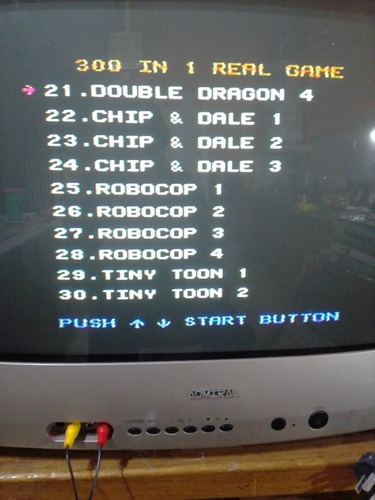 300 IN 1 REAL GAME
21.DOUBLE DRAGON 4
22.CHIP & DALE 1
23.CHIP & DALE 2
24.CHIP & DALE 3
25.ROBOCOP 1
26.ROBOCOP 2
27.ROBOCOP 3
28.ROBOCOP 4
29.TINY TOON 1
30.TINY TOON 2
PUSH ↑ ↓ START BUTTON
ADMIRAL